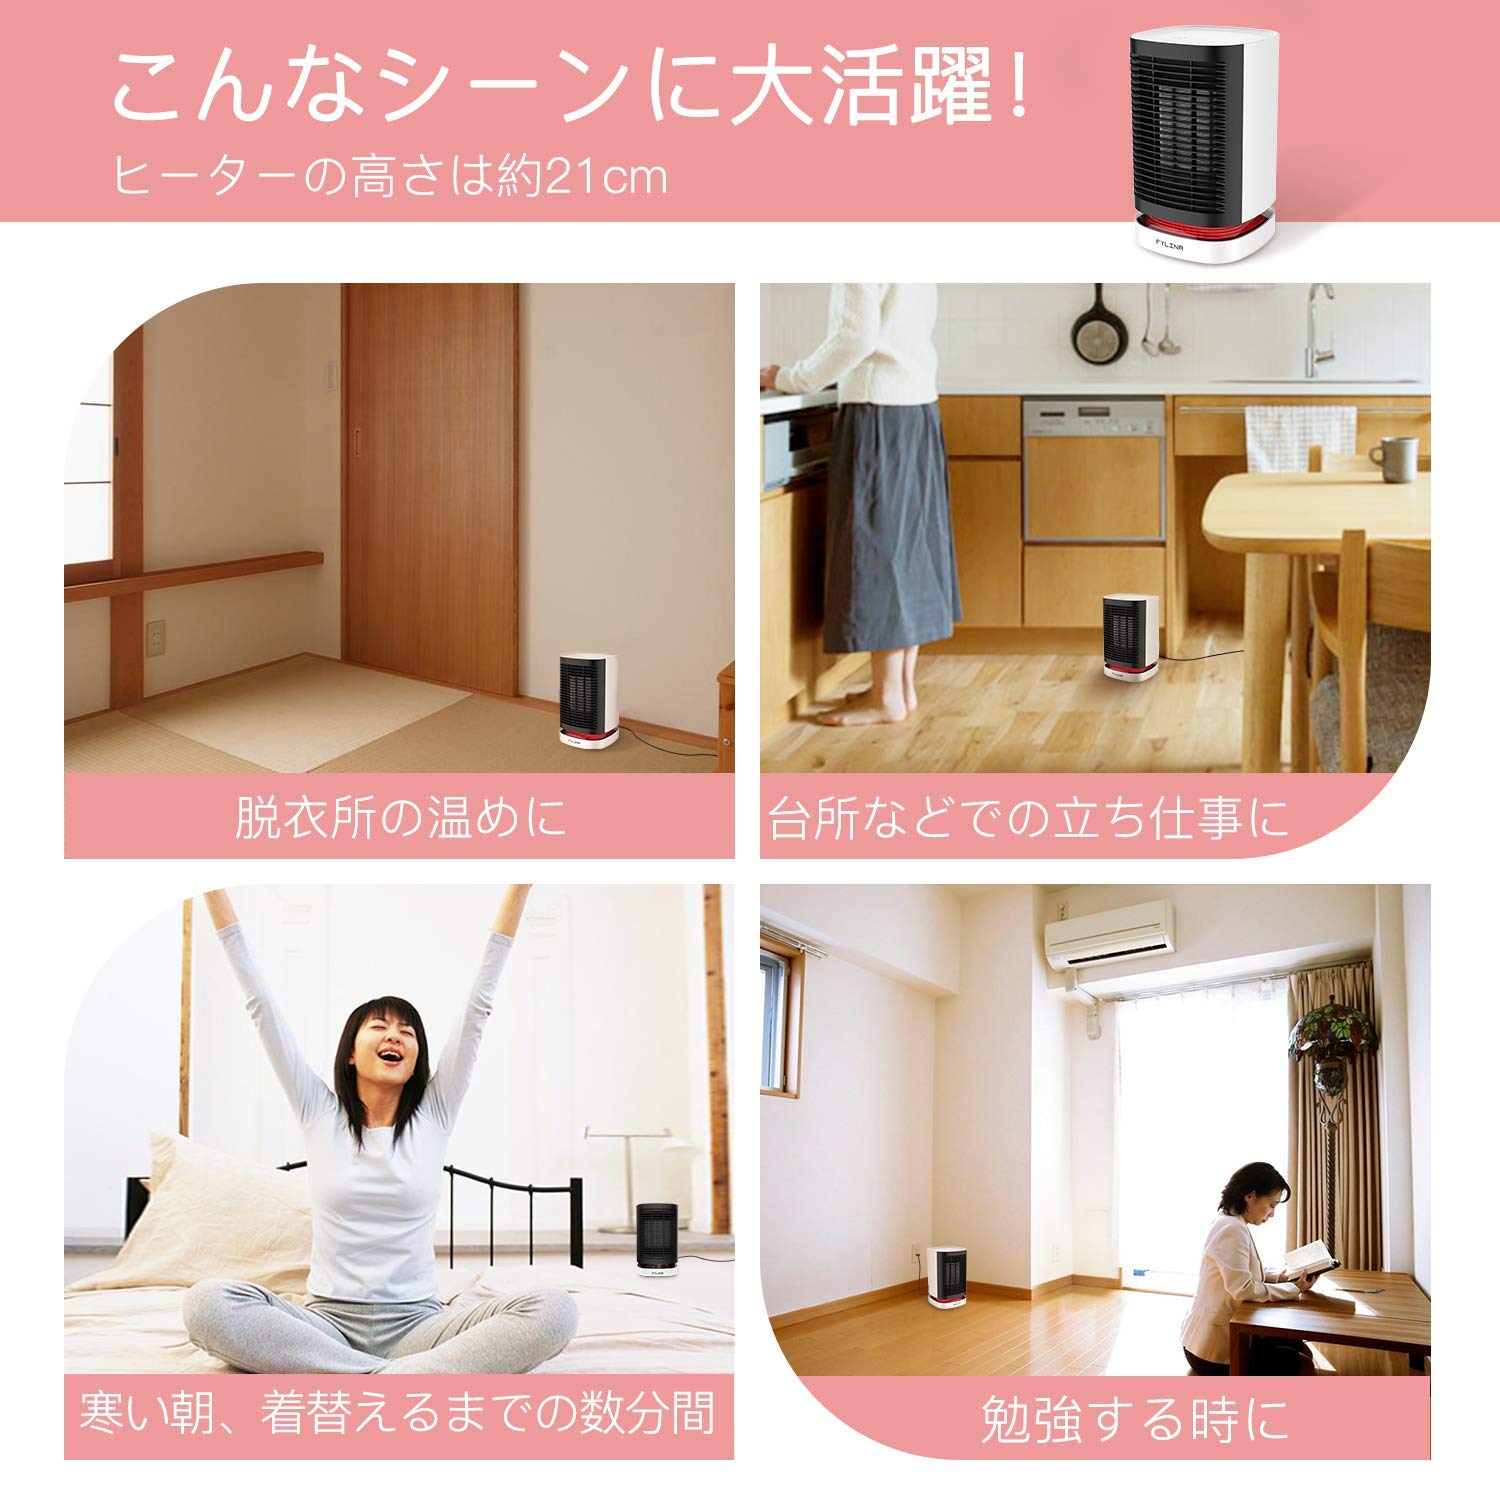 こんなシーンに大活躍!
ヒーターの高さは約21cm
FYLINA
脱衣所の温めに
台所などでの立ち仕事に
寒い朝、着替えるまでの数分間
勉強する時に